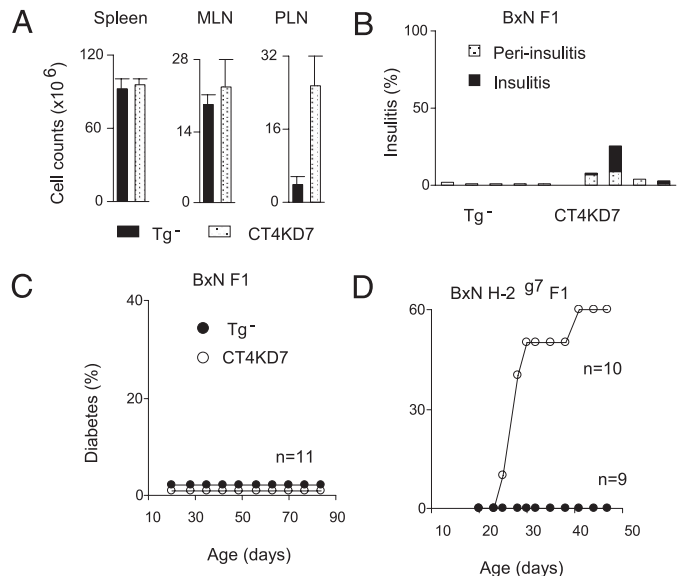 A
Spleen MLN PLN
Cell counts (x10 6)
120
60
0
28
14
0
32
16
0
Tg- CT4KD7
B
BxN F1
Peri-insulitis
Insulitis
Insulitis (%)
100
50
0
Tg- CT4KD7
C
BxN F1
Tg-
CT4KD7
Diabetes (%)
40
20
0
n=11
10 30 50 70 90
Age (days)
D
BxN H-2 g7 F1
60
30
0
n=10
n=9
10 20 30 40 50
Age (days)